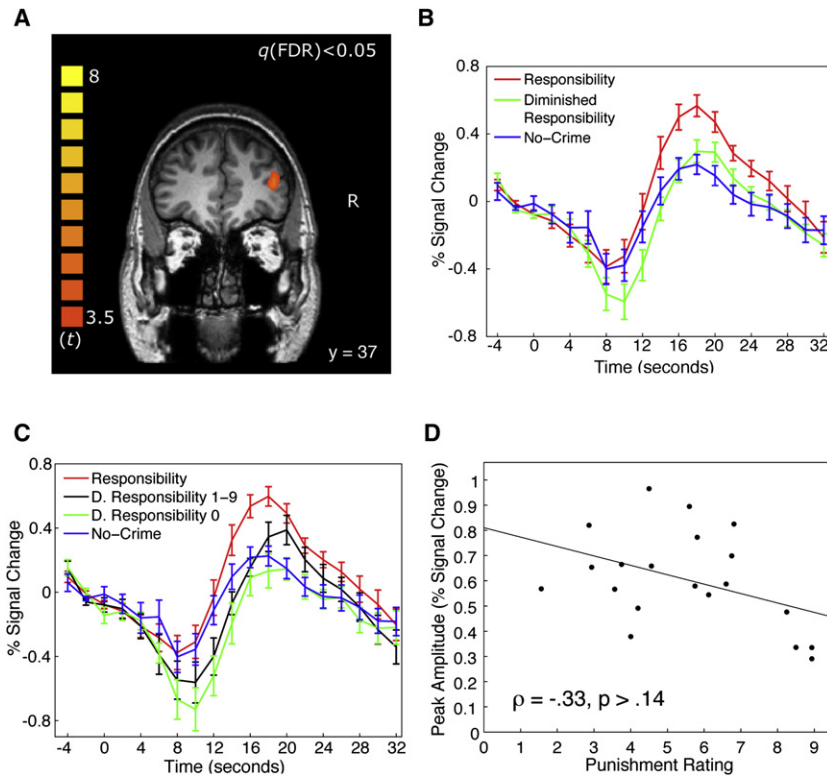 A
q(FDR)<0.05
8
R
3.5
(t)
y = 37
B
0.8
0.4
0
-0.4
-0.8
% Signal Change
Responsibility
Diminished
Responsibility
No-Crime
-4 0 4 8 12 16 20 24 28 32
Time (seconds)
C
0.8
0.4
0
-0.4
-0.8
% Signal Change
Responsibility
D. Responsibility 1-9
D. Responsibility 0
No-Crime
-4 0 4 8 12 16 20 24 28 32
Time (seconds)
D
Peak Amplitude (% Signal Change)
1
0.9
0.8
0.7
0.6
0.5
0.4
0.3
0.2
0.1
0
ρ = -.33, p > .14
0 1 2 3 4 5 6 7 8 9
Punishment Rating